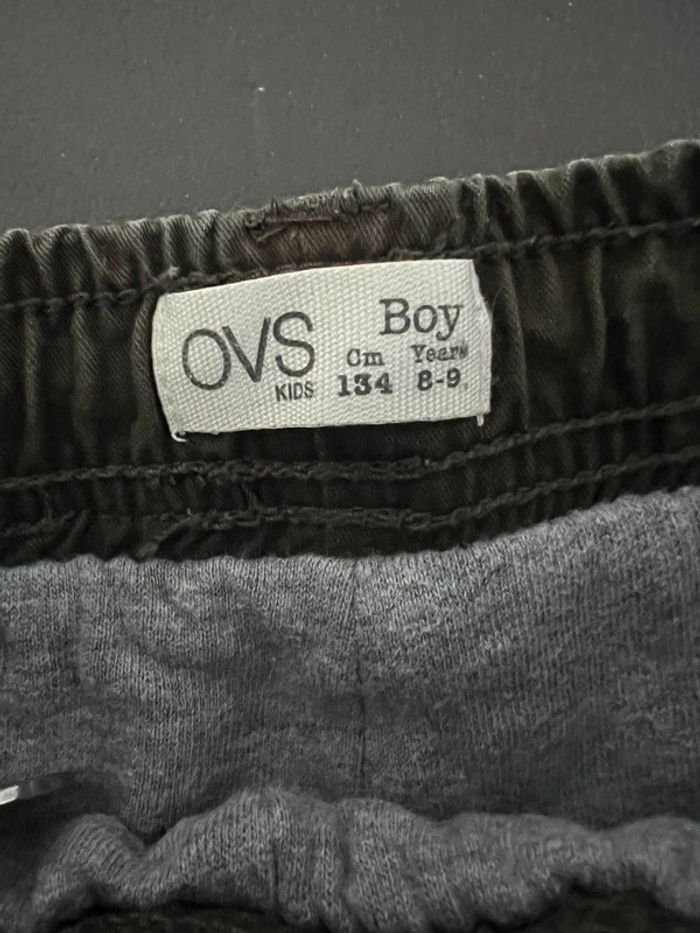 OVS
KIDS
Boy
Cm Years
134 8-9